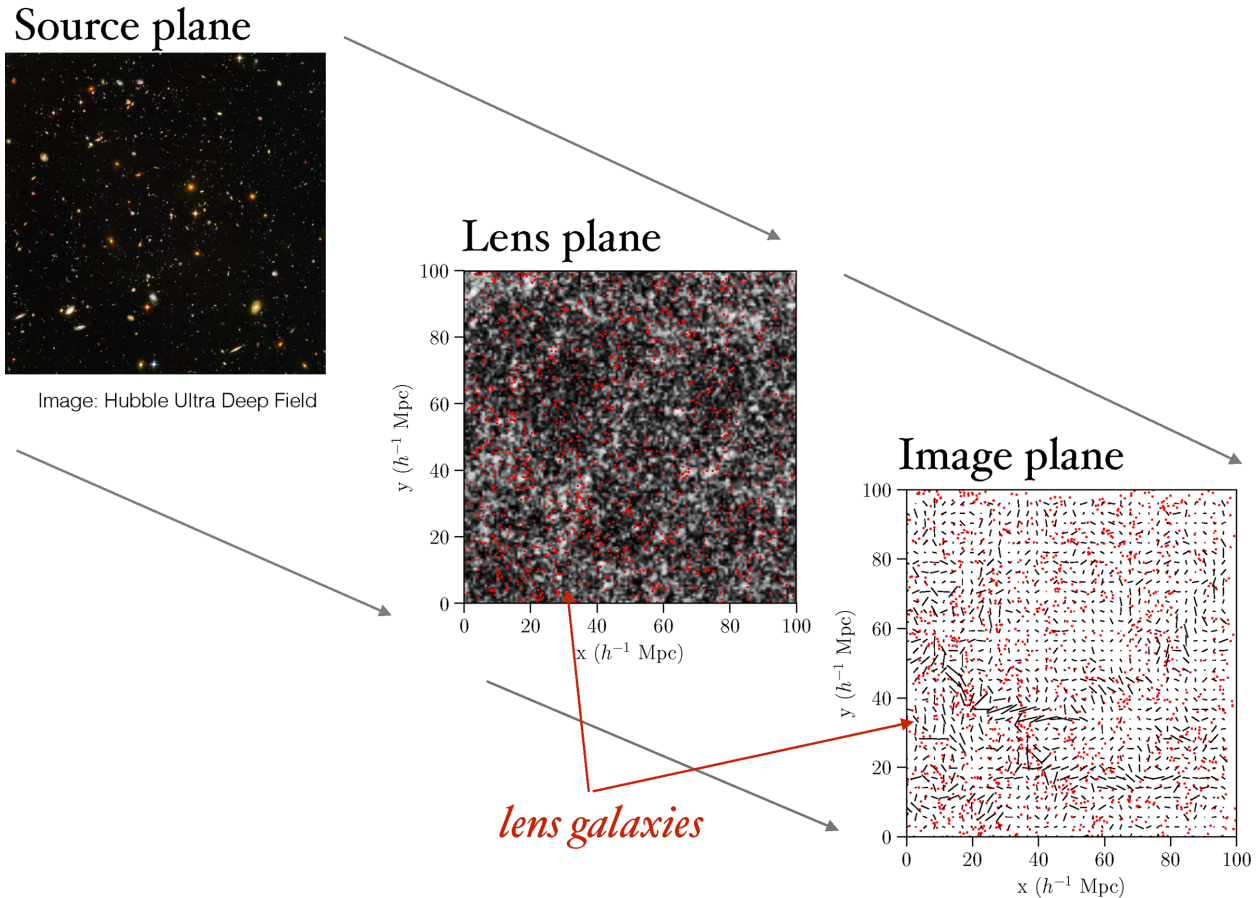 Source plane
Image: Hubble Ultra Deep Field
Lens plane
100
80
60
40
20
0
y (h⁻¹ Mpc)
0 20 40 60 80 100
x (h⁻¹ Mpc)
Image plane
100
80
60
40
20
0
y (h⁻¹ Mpc)
0 20 40 60 80 100
x (h⁻¹ Mpc)
lens galaxies